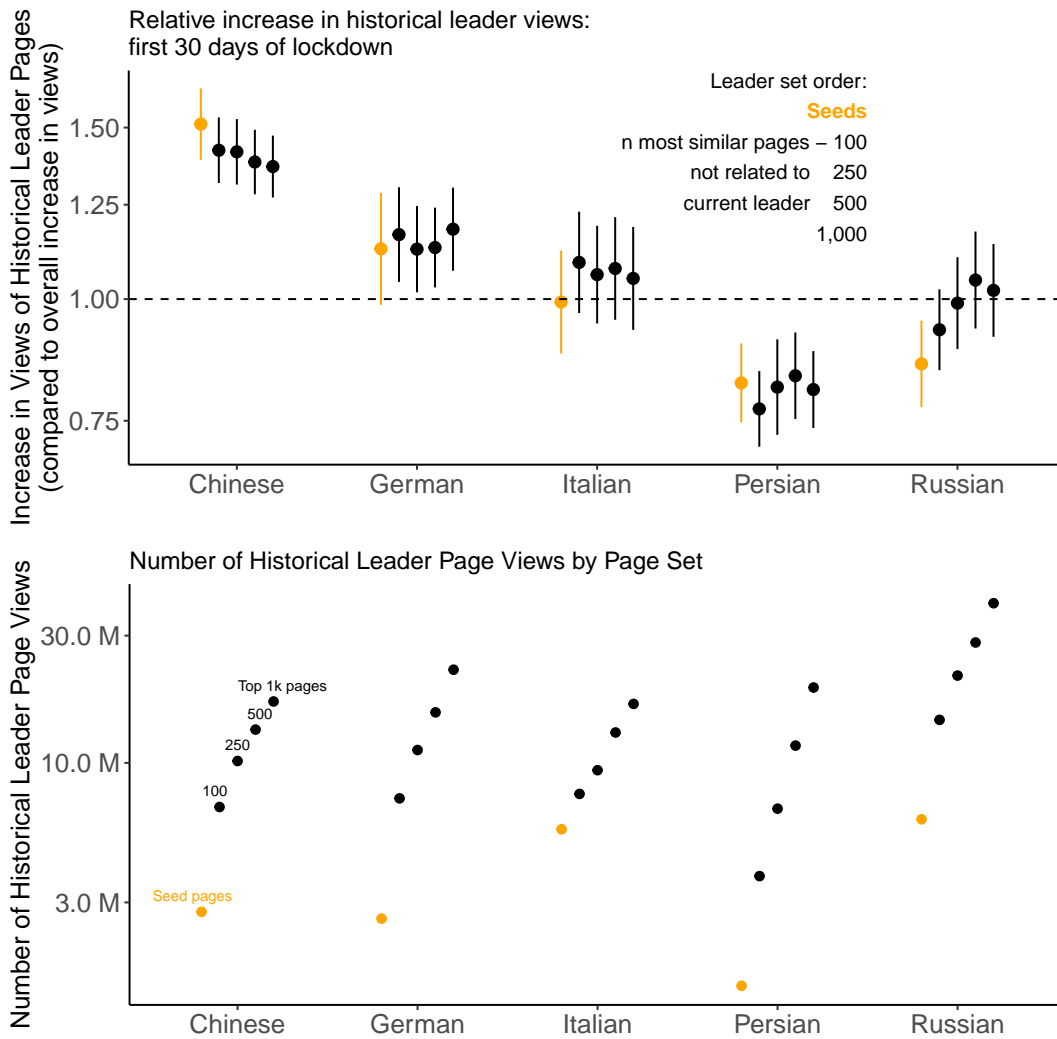 Relative increase in historical leader views:
first 30 days of lockdown
Increase in Views of Historical Leader Pages
(compared to overall increase in views)
1.50
1.25
1.00
0.75
Leader set order:
Seeds
n most similar pages – 100
not related to 250
current leader 500
1,000
Chinese German Italian Persian Russian
Number of Historical Leader Page Views by Page Set
Number of Historical Leader Page Views
30.0 M
10.0 M
3.0 M
Top 1k pages
500
250
100
Seed pages
Chinese German Italian Persian Russian